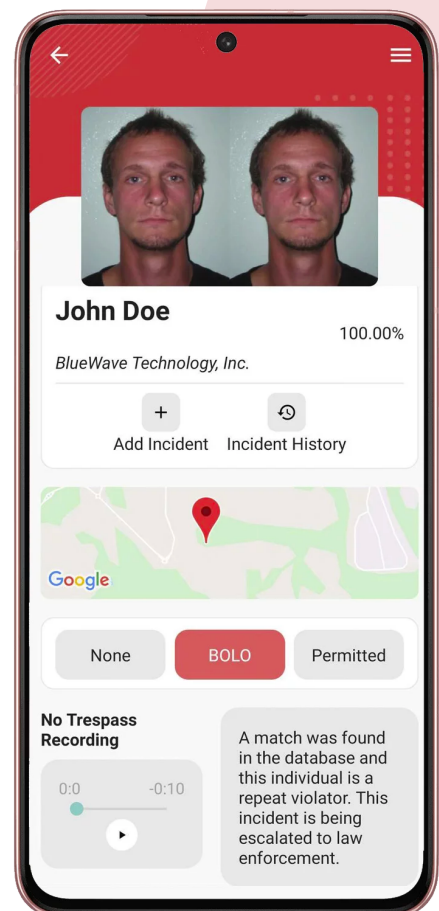 John Doe
100.00%
BlueWave Technology, Inc.
Add Incident
Incident History
Google
None
BOLO
Permitted
No Trespass
Recording
0:0
-0:10
A match was found
in the database and
this individual is a
repeat violator. This
incident is being
escalated to law
enforcement.